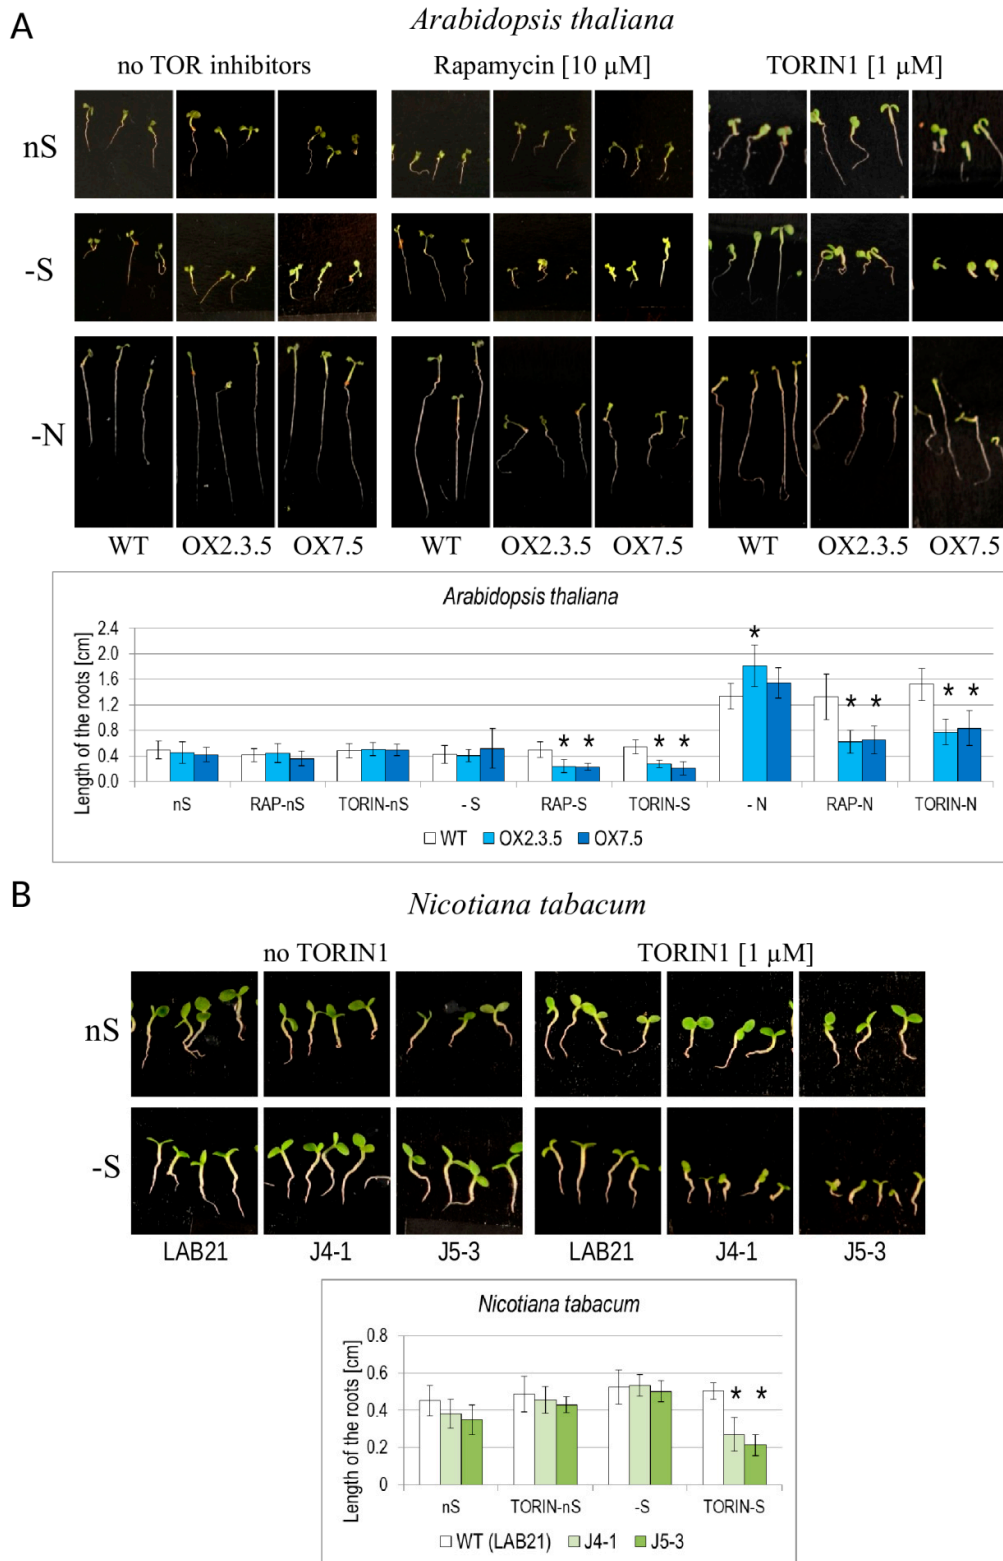 A
Arabidopsis thaliana
no TOR inhibitors
Rapamycin [10 μM]
TORIN1 [1 μM]
nS
-S
-N
WT
OX2.3.5
OX7.5
WT
OX2.3.5
OX7.5
WT
OX2.3.5
OX7.5
Arabidopsis thaliana
Length of the roots [cm]
2.4
2.0
1.6
1.2
0.8
0.4
0.0
* * * * * * * * *
nS
RAP-nS
TORIN-nS
- S
RAP-S
TORIN-S
- N
RAP-N
TORIN-N
WT
OX2.3.5
OX7.5
B
Nicotiana tabacum
no TORIN1
TORIN1 [1 μM]
nS
-S
LAB21
J4-1
J5-3
LAB21
J4-1
J5-3
Nicotiana tabacum
Length of the roots [cm]
0.8
0.6
0.4
0.2
0
* *
nS
TORIN-nS
-S
TORIN-S
WT (LAB21)
J4-1
J5-3